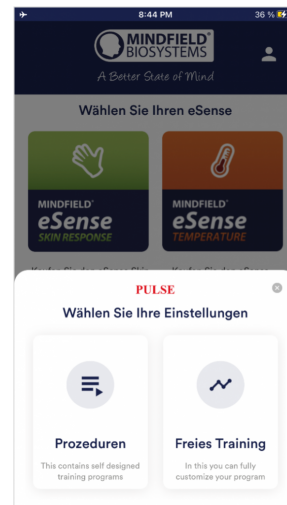 8:44 PM
36 %
MINDFIELD®
BIOSYSTEMS
A Better State of Mind
Wählen Sie Ihren eSense
MINDFIELD®
eSense
SKIN RESPONSE
MINDFIELD®
eSense
TEMPERATURE
PULSE
Wählen Sie Ihre Einstellungen
Prozeduren
This contains self designed
training programs
Freies Training
In this you can fully
customize your program